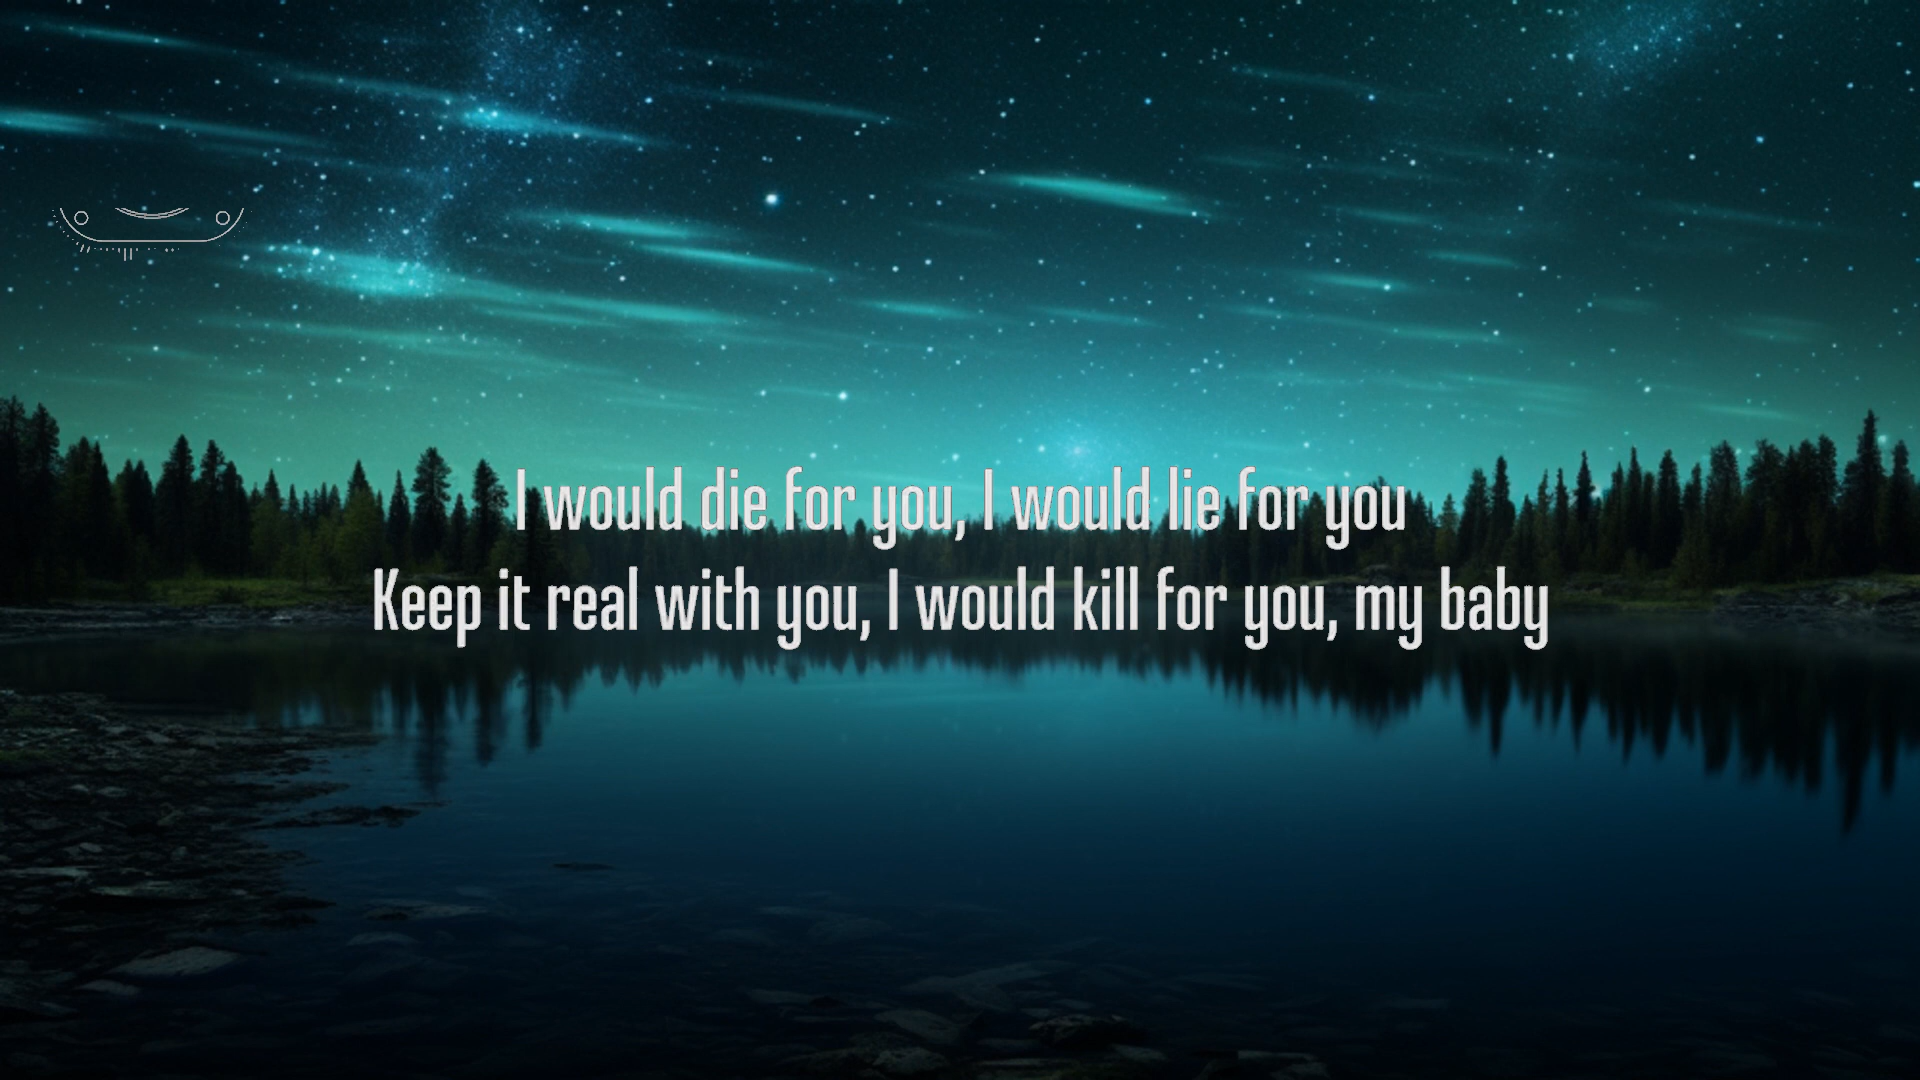 I would die for you, I would lie for you
Keep it real with you, I would kill for you, my baby